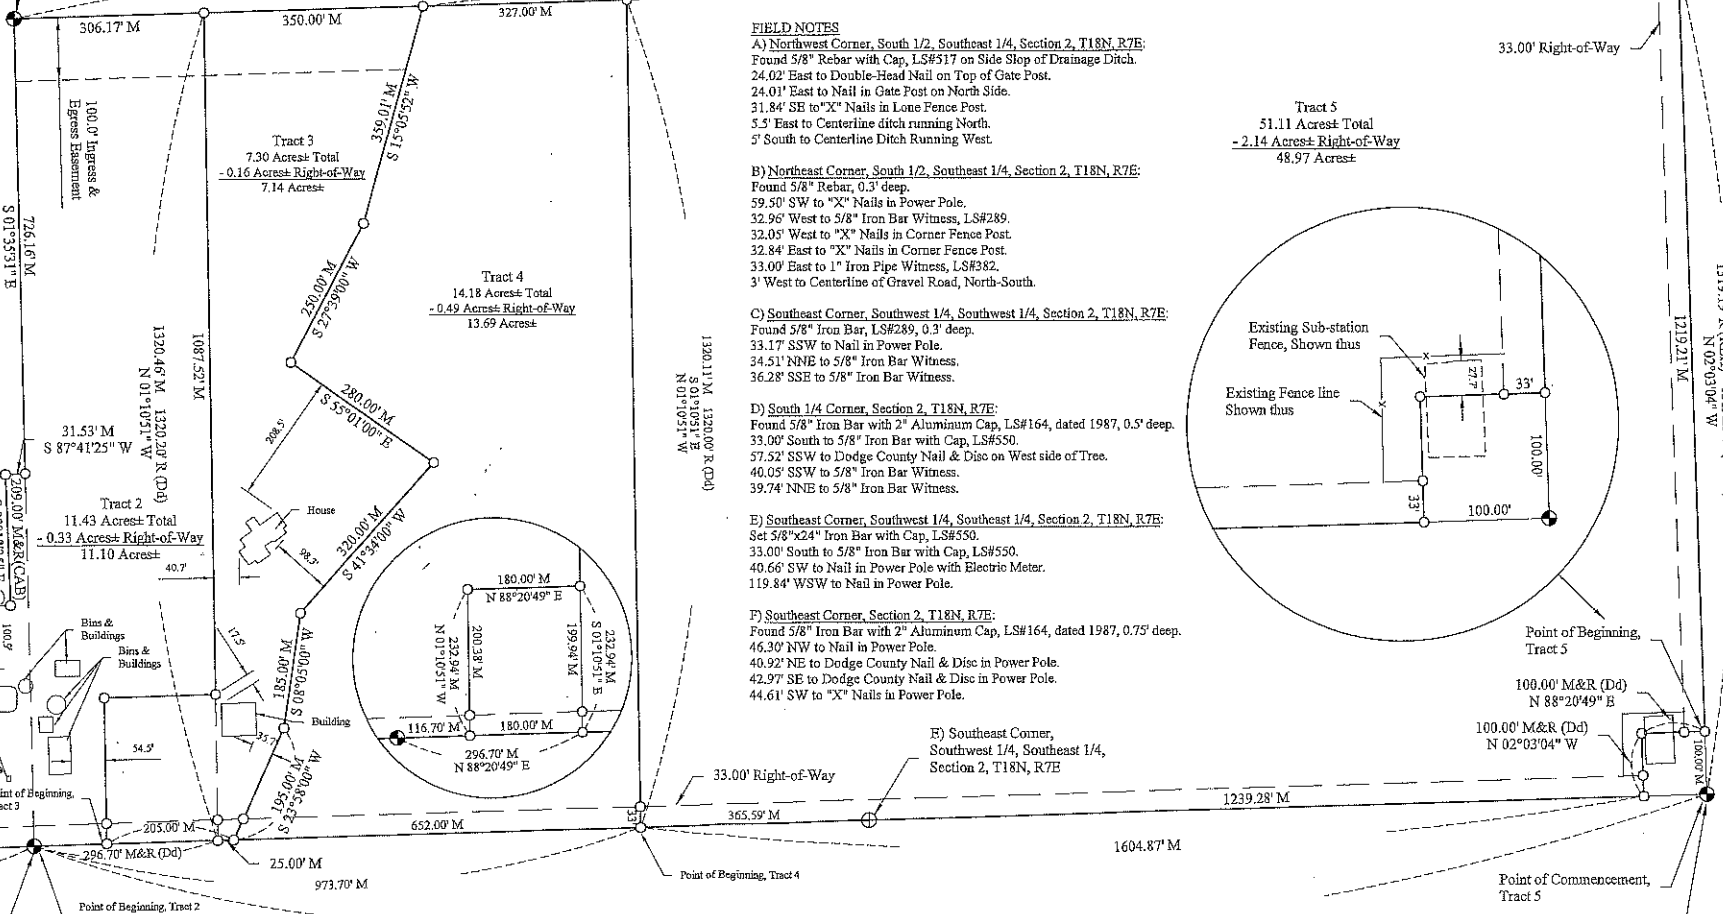 306.17' M
350.00' M
327.00' M
100.0' Ingress &
Egress Easement
726.16' M
S 01°35'31" E
Tract 3
7.30 Acres± Total
- 0.16 Acres± Right-of-Way
7.14 Acres±
359.01' M
S 15°05'52" W
250.00' M
S 27°39'00" W
Tract 4
14.18 Acres± Total
- 0.49 Acres± Right-of-Way
13.69 Acres±
1087.52' M
1320.46' M 1320.20' R (Dd)
N 01°10'51" W
280.00' M
S 55°01'00" E
208.5'
1320.11' M 1320.00' R (Dd)
S 01°10'51" E
N 01°10'51" W
31.53' M
S 87°41'25" W
209.00' M&R(CAB)
Tract 2
11.43 Acres± Total
- 0.33 Acres± Right-of-Way
11.10 Acres±
40.7'
House
98.3'
320.00' M
S 41°34'00" W
100.9'
Bins &
Buildings
Bins &
Buildings
17.5'
185.00' M
S 08°05'00" W
Building
35.7'
54.5'
195.00' M
S 23°58'00" W
int of Beginning,
act 3
205.00' M
296.70' M&R (Dd)
25.00' M
652.00' M
973.70' M
Point of Beginning, Tract 2
180.00' M
N 88°20'49" E
232.94' M
N 01°10'51" W
200.38' M
199.94' M
232.94' M
S 01°10'51" E
116.70' M
180.00' M
296.70' M
N 88°20'49" E
FIELD NOTES
A) Northwest Corner, South 1/2, Southeast 1/4, Section 2, T18N, R7E:
Found 5/8" Rebar with Cap, LS#517 on Side Slop of Drainage Ditch.
24.02' East to Double-Head Nail on Top of Gate Post.
24.01' East to Nail in Gate Post on North Side.
31.84' SE to "X" Nails in Lone Fence Post.
5.5' East to Centerline ditch running North.
5' South to Centerline Ditch Running West.
B) Northeast Corner, South 1/2, Southeast 1/4, Section 2, T18N, R7E:
Found 5/8" Rebar, 0.3' deep.
59.50' SW to "X" Nails in Power Pole.
32.96' West to 5/8" Iron Bar Witness, LS#289.
32.05' West to "X" Nails in Corner Fence Post.
32.84' East to "X" Nails in Corner Fence Post.
33.00' East to 1" Iron Pipe Witness, LS#382.
3' West to Centerline of Gravel Road, North-South.
C) Southeast Corner, Southwest 1/4, Southwest 1/4, Section 2, T18N, R7E:
Found 5/8" Iron Bar, LS#289, 0.3' deep.
33.17' SSW to Nail in Power Pole.
34.51' NNE to 5/8" Iron Bar Witness.
36.28' SSE to 5/8" Iron Bar Witness.
D) South 1/4 Corner, Section 2, T18N, R7E:
Found 5/8" Iron Bar with 2" Aluminum Cap, LS#164, dated 1987, 0.5' deep.
33.00' South to 5/8" Iron Bar with Cap, LS#550.
57.52' SSW to Dodge County Nail & Disc on West side of Tree.
40.05' SSW to 5/8" Iron Bar Witness.
39.74' NNE to 5/8" Iron Bar Witness.
E) Southeast Corner, Southwest 1/4, Southeast 1/4, Section 2, T18N, R7E:
Set 5/8"x24" Iron Bar with Cap, LS#550.
33.00' South to 5/8" Iron Bar with Cap, LS#550.
40.66' SW to Nail in Power Pole with Electric Meter.
119.84' WSW to Nail in Power Pole.
F) Southeast Corner, Section 2, T18N, R7E:
Found 5/8" Iron Bar with 2" Aluminum Cap, LS#164, dated 1987, 0.75' deep.
46.30' NW to Nail in Power Pole.
40.92' NE to Dodge County Nail & Disc in Power Pole.
42.97' SE to Dodge County Nail & Disc in Power Pole.
44.61' SW to "X" Nails in Power Pole.
33.00' Right-of-Way
E) Southeast Corner,
Southwest 1/4, Southeast 1/4,
Section 2, T18N, R7E
33'
365.59' M
Point of Beginning, Tract 4
1239.28' M
1604.87' M
33.00' Right-of-Way
Tract 5
51.11 Acres± Total
- 2.14 Acres± Right-of-Way
48.97 Acres±
1219.21' M
N 02°03'04" W
Existing Sub-station
Fence, Shown thus
Existing Fence line
Shown thus
x
x
27.7'
33'
100.00'
33'
100.00'
Point of Beginning,
Tract 5
100.00' M&R (Dd)
N 88°20'49" E
100.00' M&R (Dd)
N 02°03'04" W
100.00' M
Point of Commencement,
Tract 5